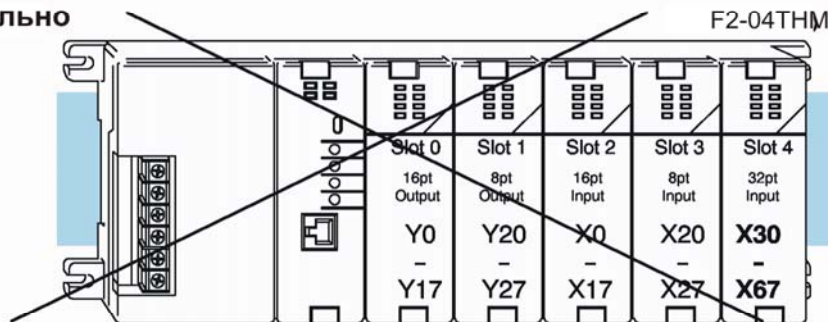 льно
F2-04THM
Slot 0 Slot 1 Slot 2 Slot 3 Slot 4
16pt 8pt 16pt 8pt 32pt
Output Output Input Input Input
Y0 Y20 X0 X20 X30
- - - - -
Y17 Y27 X17 X27 X67